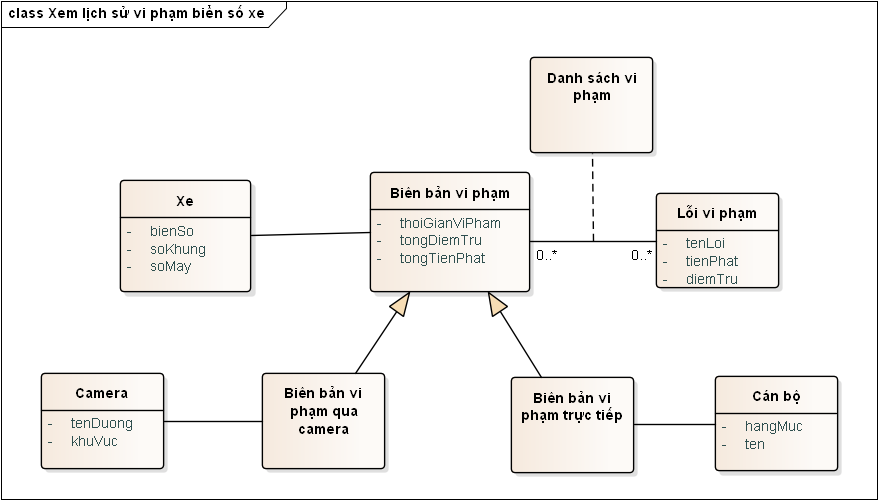 class Xem lịch sử vi phạm biển số xe
Danh sách vi
phạm
Xe
- bienSo
- soKhung
- soMay
Biên bản vi phạm
- thoiGianViPham
- tongDiemTru
- tongTienPhat
0..*
0..*
Lỗi vi phạm
- tenLoi
- tienPhat
- diemTru
Camera
- tenDuong
- khuVuc
Biên bản vi
phạm qua
camera
Biên bản vi
phạm trực tiếp
Cán bộ
- hangMuc
- ten